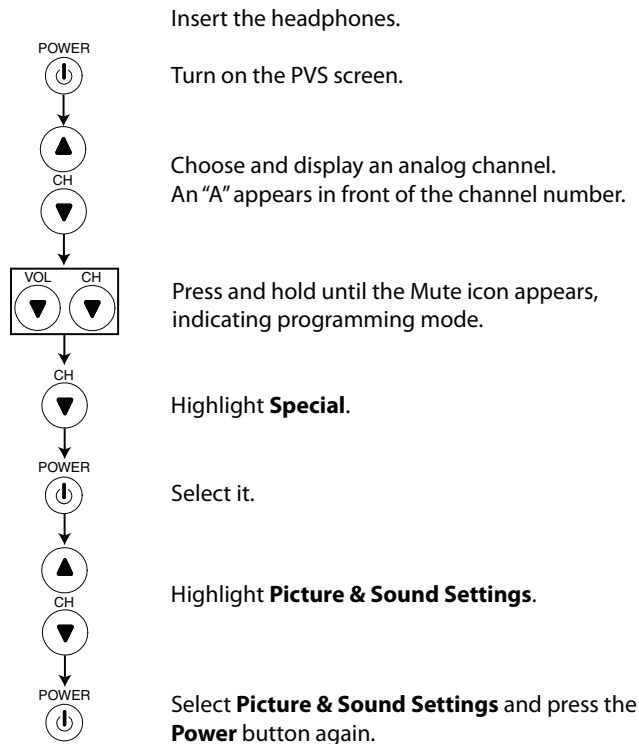 Insert the headphones.
POWER
Turn on the PVS screen.
CH
Choose and display an analog channel.
An “A” appears in front of the channel number.
VOL CH
Press and hold until the Mute icon appears,
indicating programming mode.
CH
Highlight Special.
POWER
Select it.
CH
Highlight Picture & Sound Settings.
POWER
Select Picture & Sound Settings and press the
Power button again.